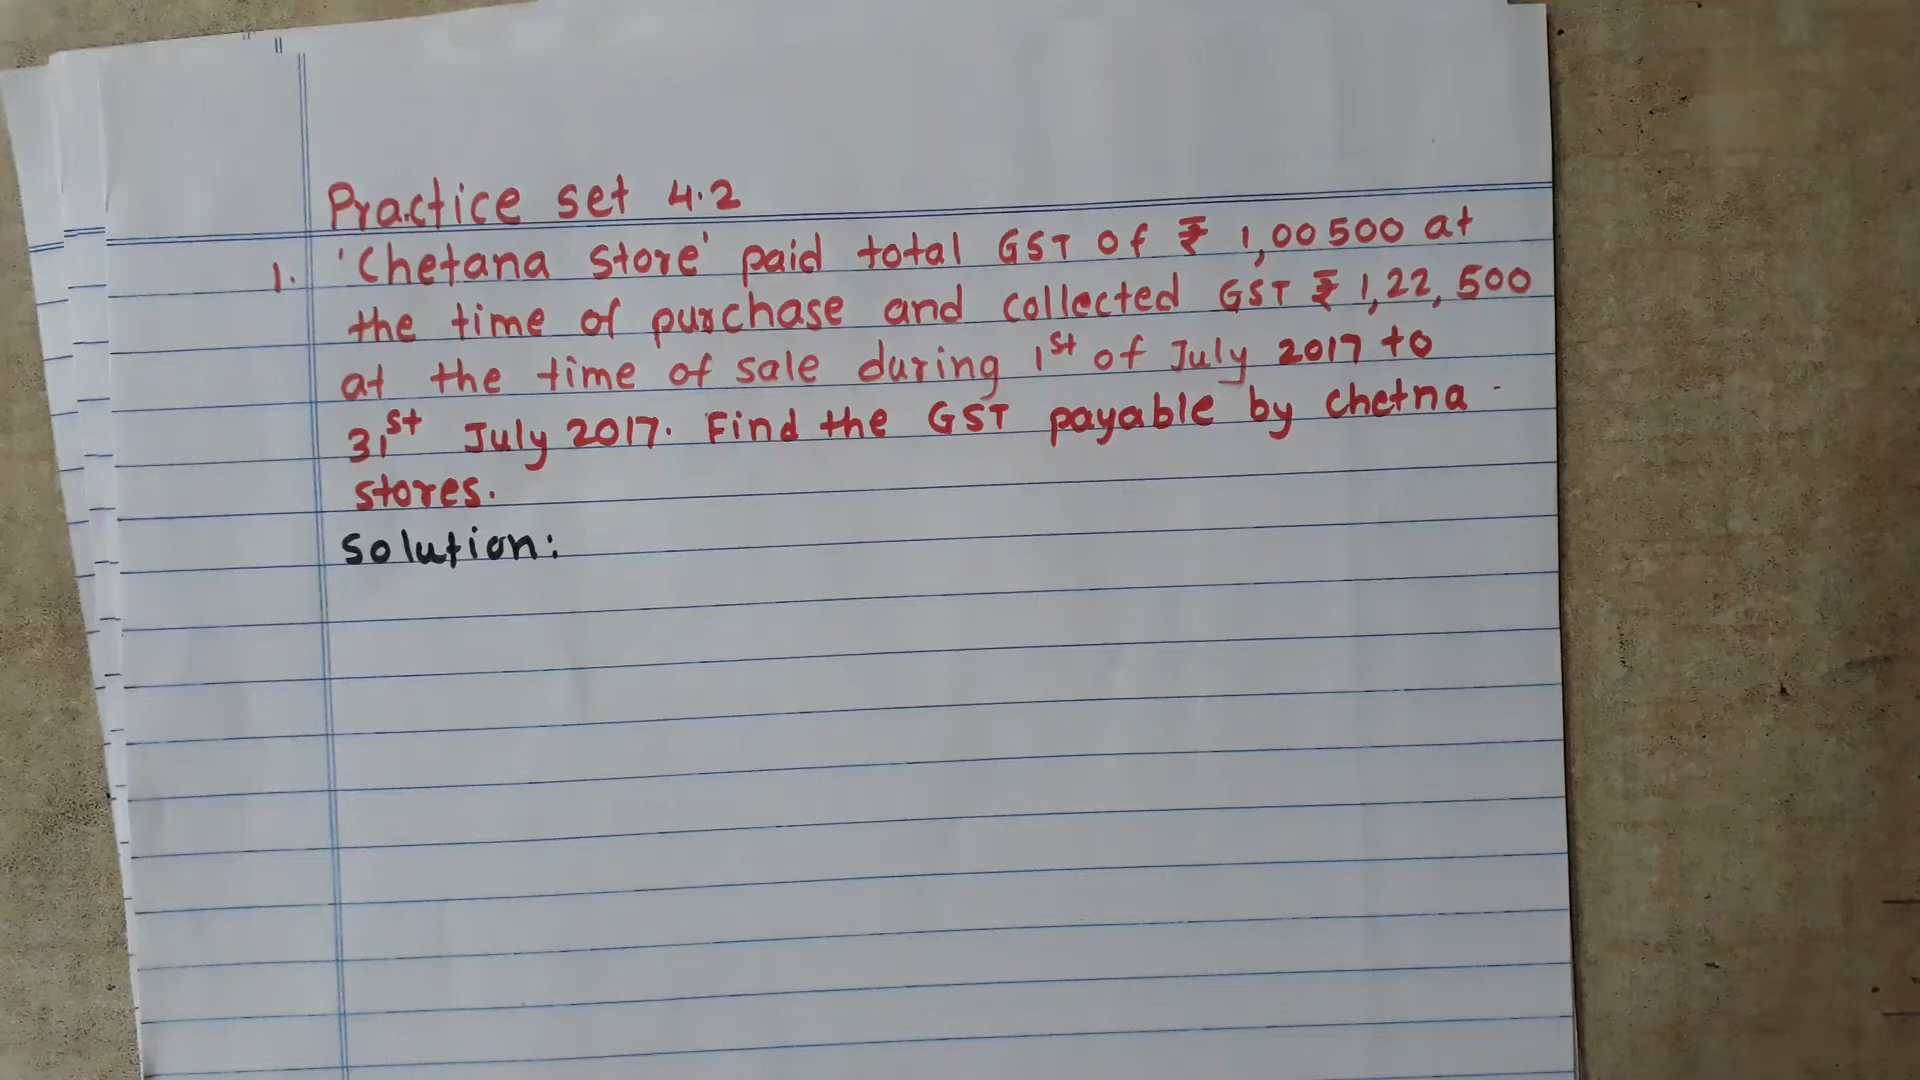 Practice set 4.2
1. 'Chetana store' paid total GST of ₹ 1,00500 at
the time of purchase and collected GST ₹ 1,22,500
at the time of sale during 1st of July 2017 to
31st July 2017. Find the GST payable by chetna
stores.
Solution: